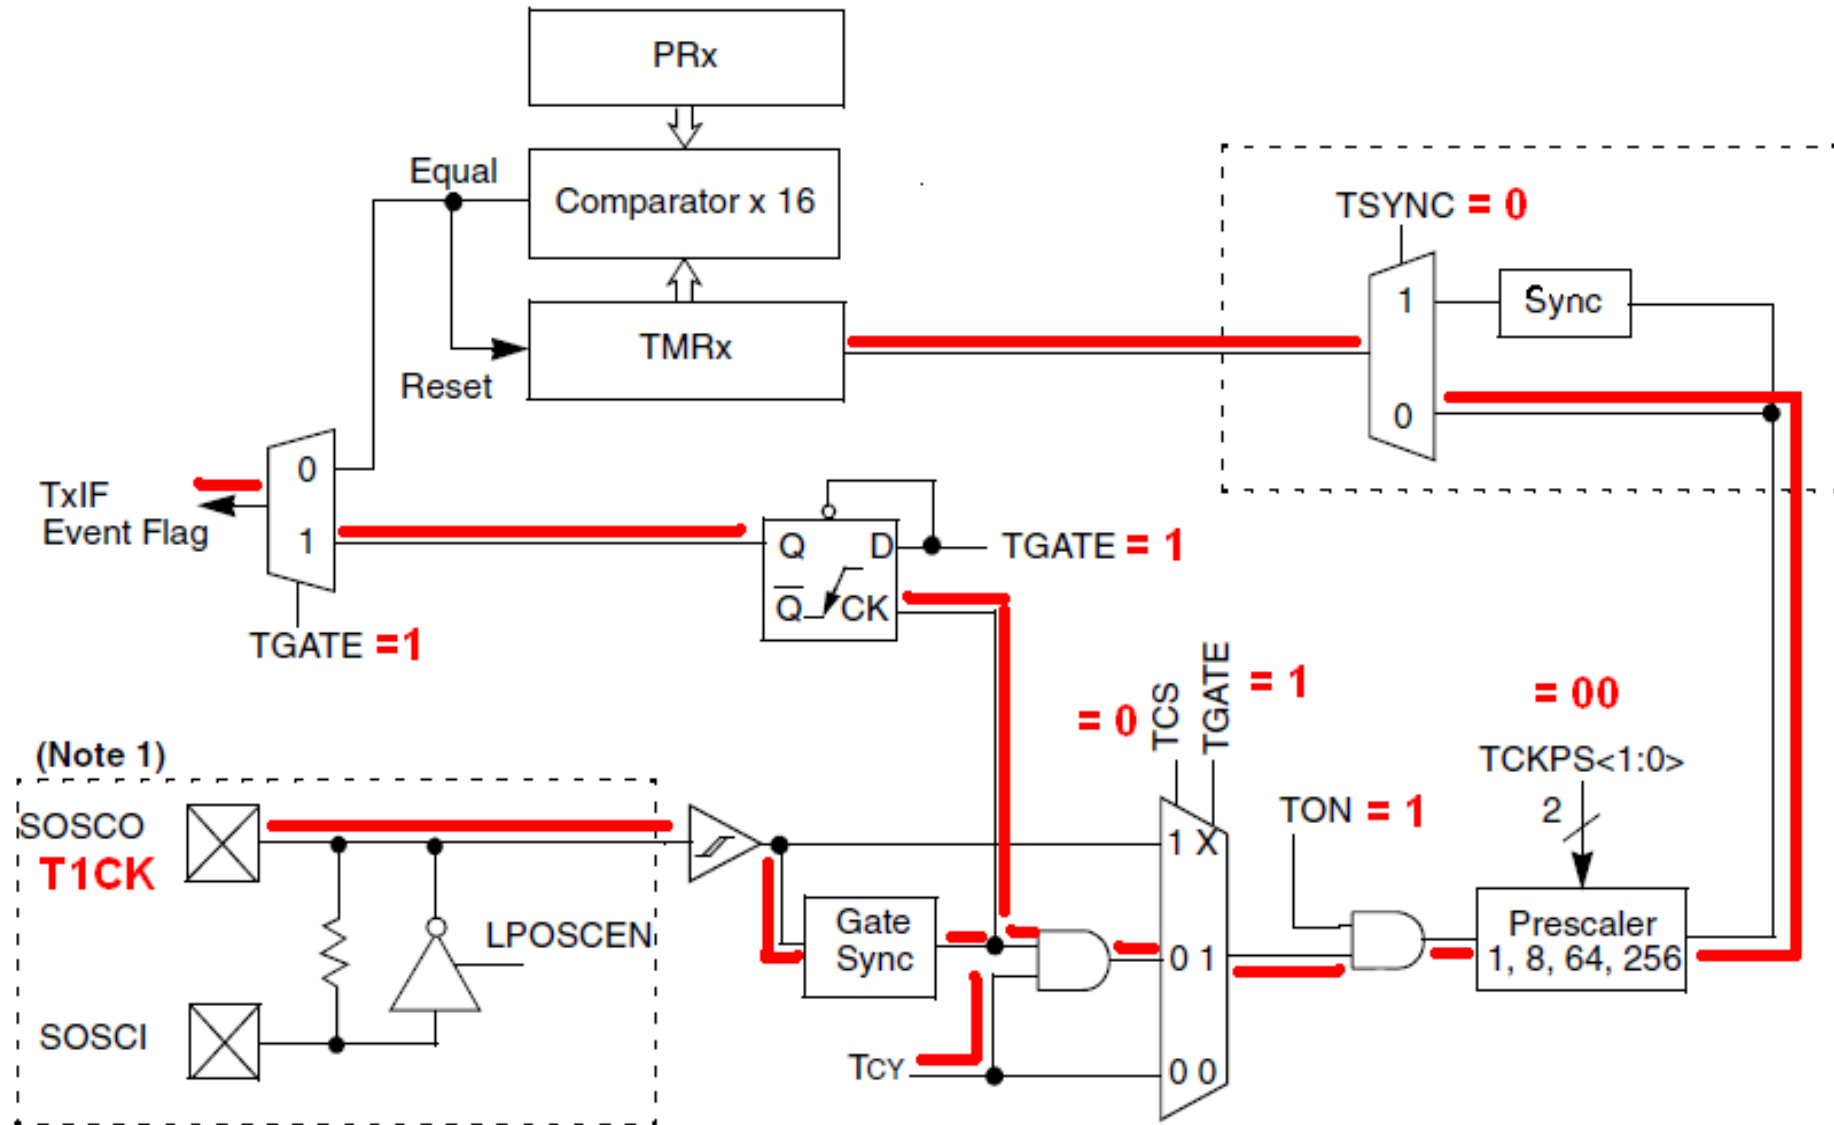 PRx
Equal
Comparator x 16
TSYNC = 0
1
Sync
TMRx
Reset
0
0
TxIF
Event Flag
1
Q D
TGATE = 1
Q CK
TGATE =1
= 0
TCS
TGATE
= 1
= 00
(Note 1)
TCKPS<1:0>
SOSCO
T1CK
TON = 1
2
1 X
LPOSCEN
Gate
Sync
0 1
Prescaler
1, 8, 64, 256
SOSCI
TCY
0 0